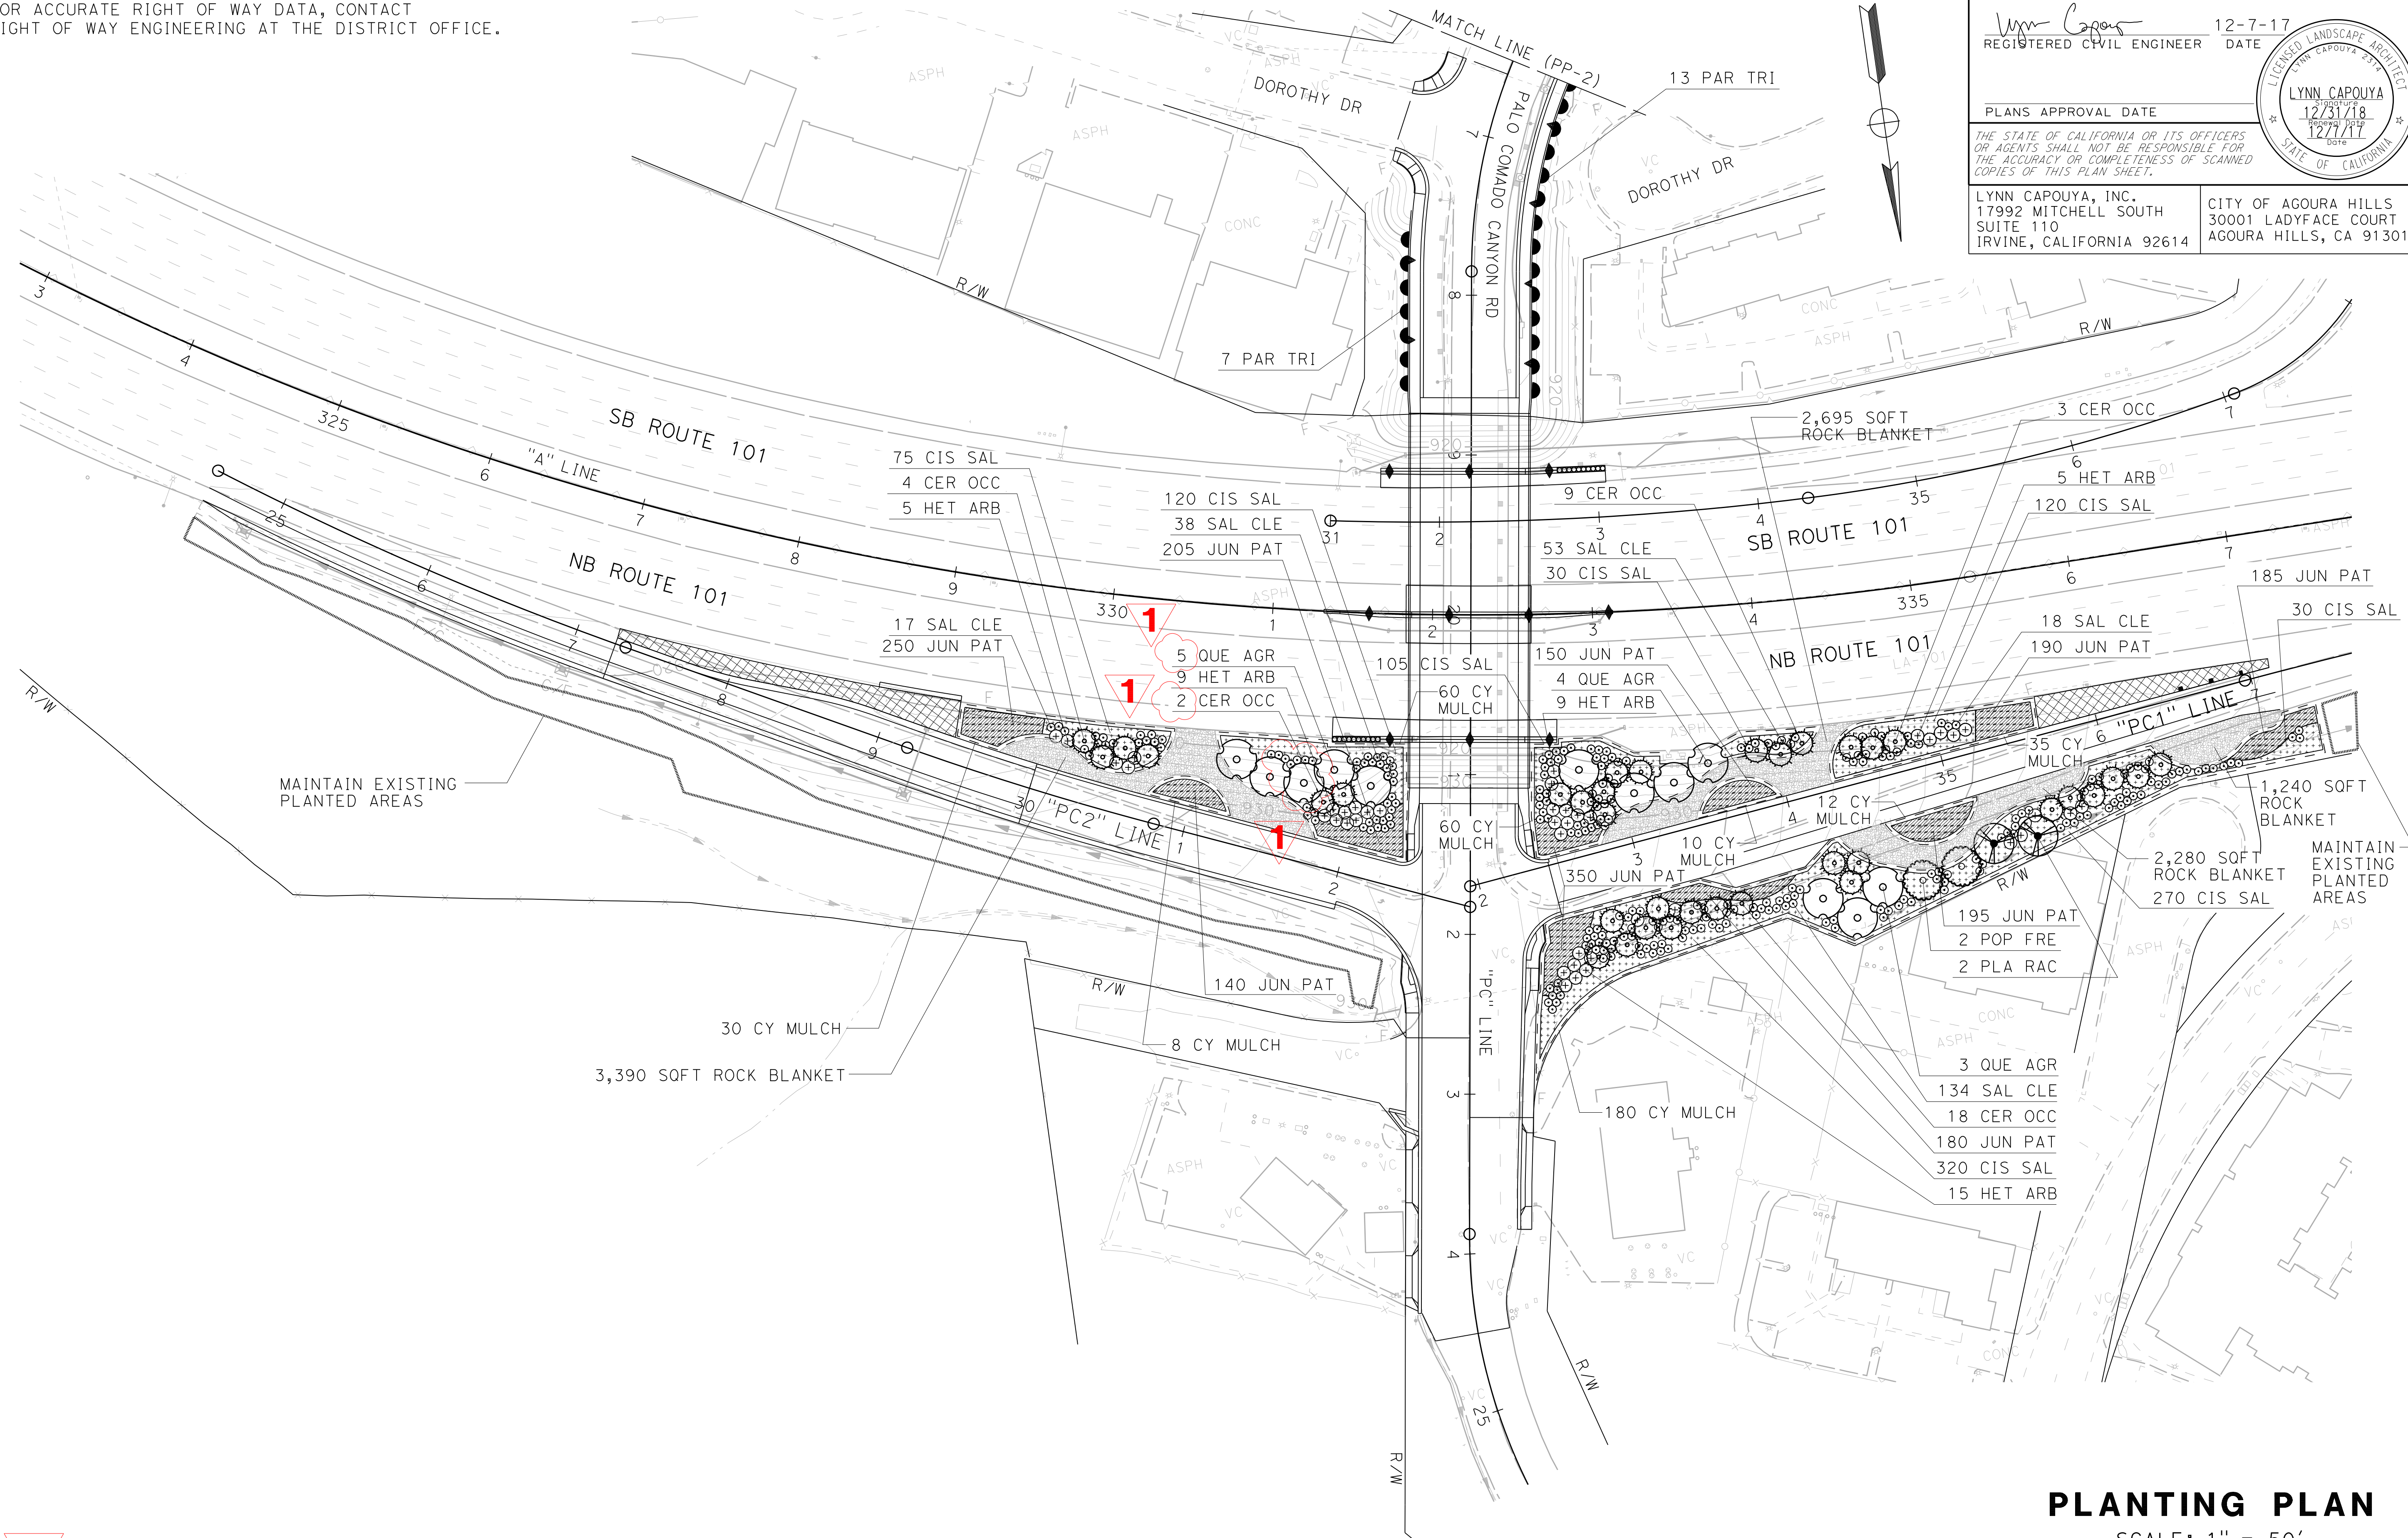 OR ACCURATE RIGHT OF WAY DATA, CONTACT
IGHT OF WAY ENGINEERING AT THE DISTRICT OFFICE.
12-7-17
REGISTERED CIVIL ENGINEER DATE
PLANS APPROVAL DATE
THE STATE OF CALIFORNIA OR ITS OFFICERS
OR AGENTS SHALL NOT BE RESPONSIBLE FOR
THE ACCURACY OR COMPLETENESS OF SCANNED
COPIES OF THIS PLAN SHEET.
LICENSED LANDSCAPE ARCHITECT
LYNN CAPOUYA 2314
LYNN CAPOUYA
Signature
12/31/18
Renewal Date
12/7/17
Date
STATE OF CALIFORNIA
LYNN CAPOUYA, INC.
17992 MITCHELL SOUTH
SUITE 110
IRVINE, CALIFORNIA 92614
CITY OF AGOURA HILLS
30001 LADYFACE COURT
AGOURA HILLS, CA 91301
MATCH LINE (PP-2)
DOROTHY DR
PALO COMADO CANYON RD
13 PAR TRI
DOROTHY DR
7 PAR TRI
R/W
R/W
SB ROUTE 101
"A" LINE
NB ROUTE 101
325
330
335
75 CIS SAL
4 CER OCC
5 HET ARB
120 CIS SAL
38 SAL CLE
205 JUN PAT
17 SAL CLE
250 JUN PAT
1
1
1
5 QUE AGR
9 HET ARB
2 CER OCC
105 CIS SAL
60 CY
MULCH
2,695 SQFT
ROCK BLANKET
3 CER OCC
9 CER OCC
5 HET ARB
120 CIS SAL
SB ROUTE 101
53 SAL CLE
30 CIS SAL
185 JUN PAT
30 CIS SAL
18 SAL CLE
190 JUN PAT
NB ROUTE 101
150 JUN PAT
4 QUE AGR
9 HET ARB
"PC1" LINE
35 CY
MULCH
MAINTAIN EXISTING
PLANTED AREAS
30 "PC2" LINE
60 CY
MULCH
10 CY
MULCH
12 CY
MULCH
350 JUN PAT
1,240 SQFT
ROCK
BLANKET
2,280 SQFT
ROCK BLANKET
270 CIS SAL
MAINTAIN
EXISTING
PLANTED
AREAS
R/W
195 JUN PAT
2 POP FRE
2 PLA RAC
140 JUN PAT
30 CY MULCH
8 CY MULCH
3,390 SQFT ROCK BLANKET
"PC" LINE
180 CY MULCH
3 QUE AGR
134 SAL CLE
18 CER OCC
180 JUN PAT
320 CIS SAL
15 HET ARB
R/W
R/W
R/W
R/W
PLANTING PLAN
SCALE: 1" = 50'